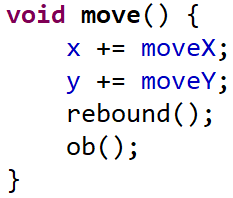 void move() {
    x += moveX;
    y += moveY;
    rebound();
    ob();
}